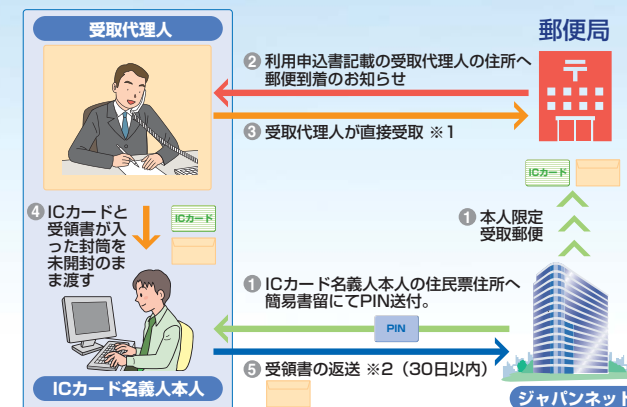 受取代理人
郵便局
② 利用申込書記載の受取代理人の住所へ
郵便到着のお知らせ
③ 受取代理人が直接受取 ※1
ICカード
④ ICカードと
受領書が入
った封筒を
未開封のま
ま渡す
ICカード
① 本人限定
受取郵便
① ICカード名義人本人の住民票住所へ
簡易書留にてPIN送付。
PIN
⑤ 受領書の返送 ※2（30日以内）
ICカード名義人本人
ジャパンネット